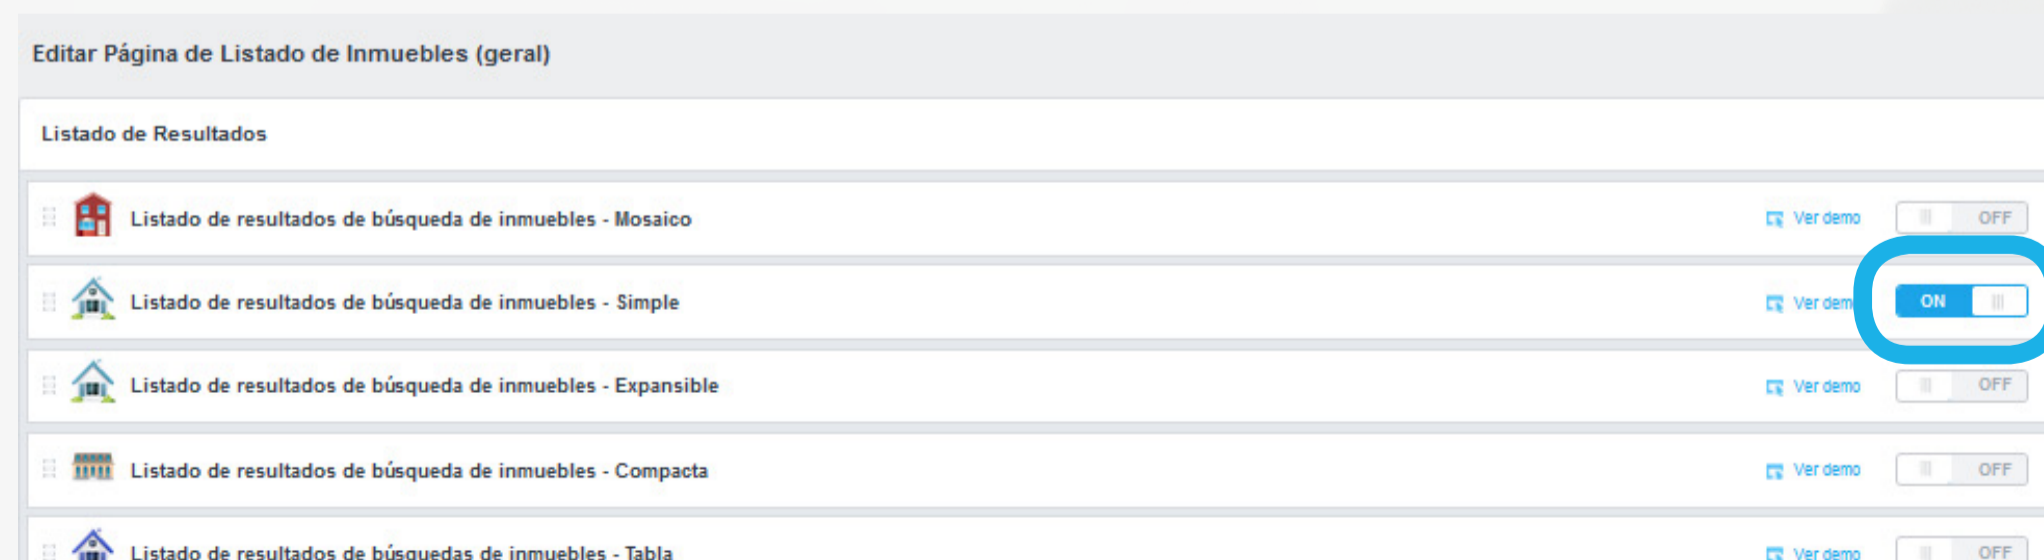 Editar Página de Listado de Inmuebles (geral)
Listado de Resultados
Listado de resultados de búsqueda de inmuebles - Mosaico Ver demo OFF
Listado de resultados de búsqueda de inmuebles - Simple Ver dem ON
Listado de resultados de búsqueda de inmuebles - Expansible Ver demo OFF
Listado de resultados de búsqueda de inmuebles - Compacta Ver demo OFF
Listado de resultados de búsquedas de inmuebles - Tabla Ver demo OFF